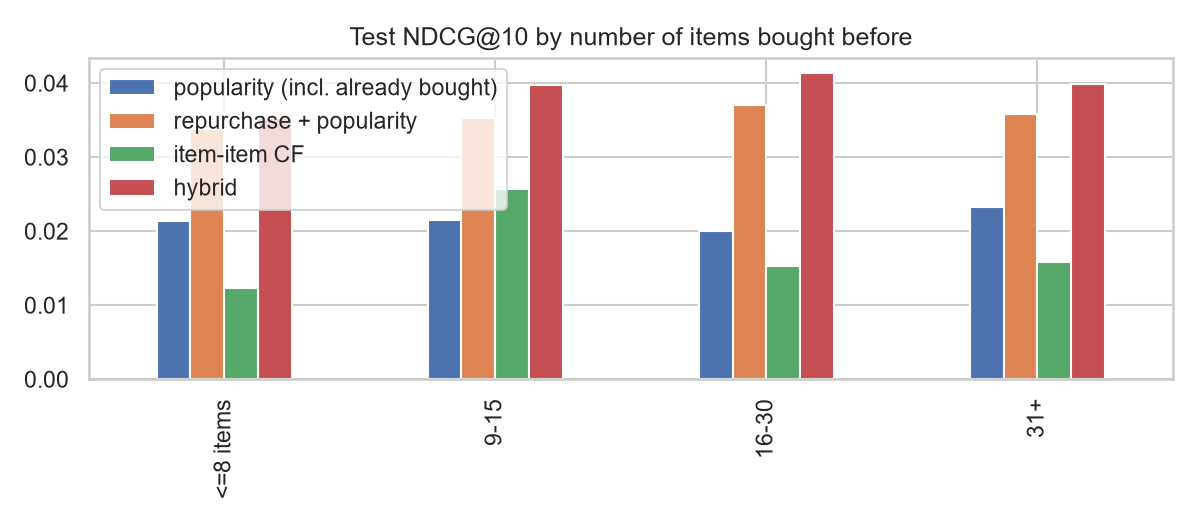 Test NDCG@10 by number of items bought before
popularity (incl. already bought)
repurchase + popularity
item-item CF
hybrid
0.04
0.03
0.02
0.01
0.00
<=8 items
9-15
16-30
31+